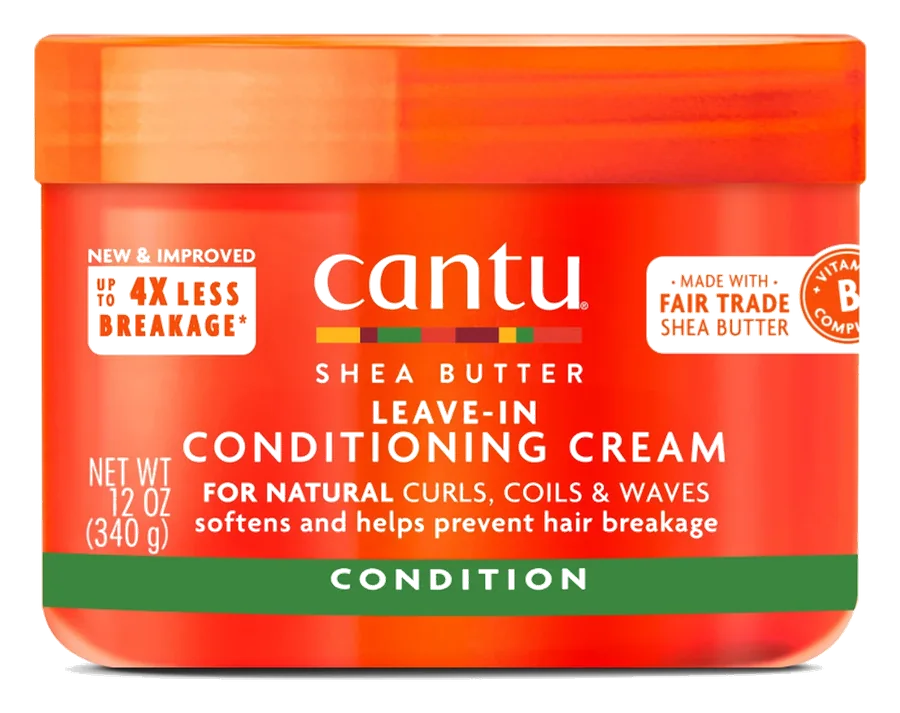 NEW & IMPROVED
UP TO 4X LESS
BREAKAGE*
cantu®
SHEA BUTTER
LEAVE-IN
CONDITIONING CREAM
FOR NATURAL CURLS, COILS & WAVES
softens and helps prevent hair breakage
NET WT
12 OZ
(340 g)
· MADE WITH ·
FAIR TRADE
SHEA BUTTER
CONDITION